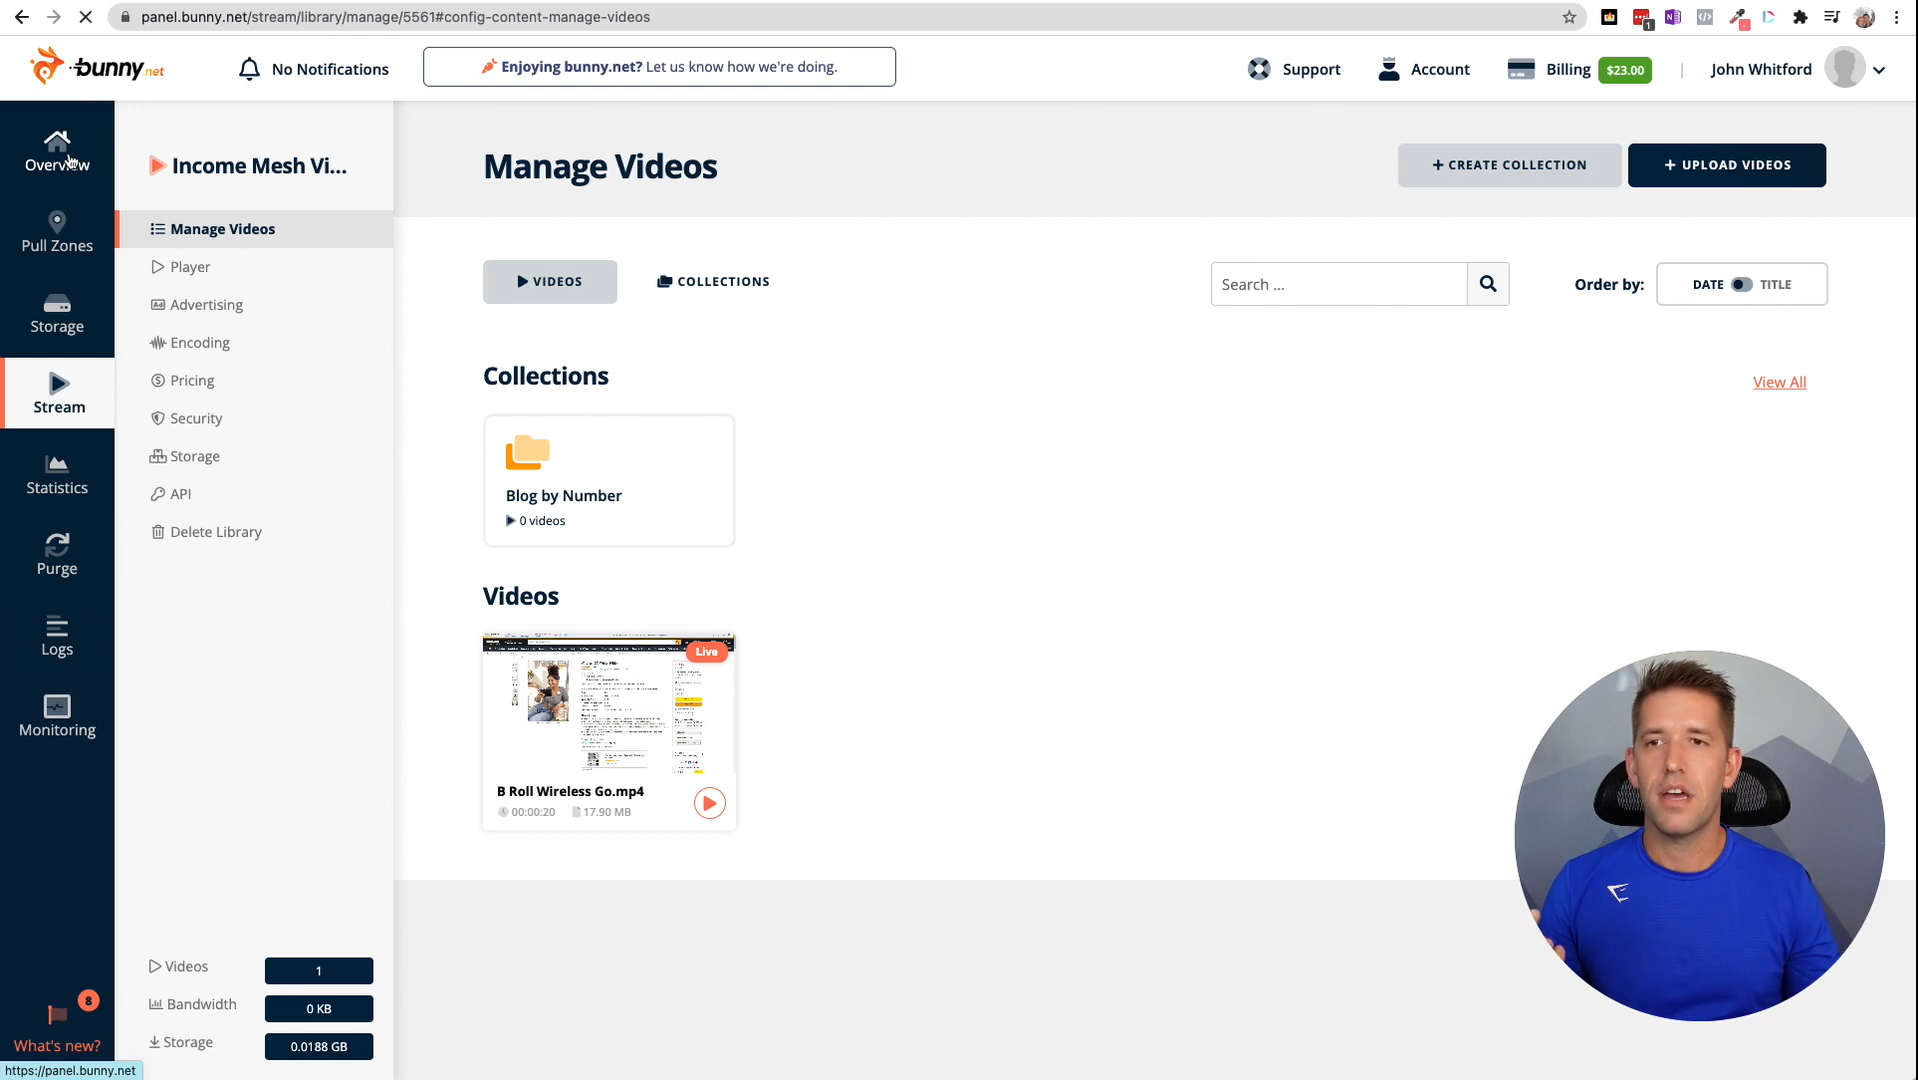 panel.bunny.net/stream/library/manage/5561#config-content-manage-videos
1
bunny.net
No Notifications
Enjoying bunny.net? Let us know how we're doing.
Support
Account
Billing
$23.00
John Whitford
Overview
Pull Zones
Storage
Stream
Statistics
Purge
Logs
Monitoring
8
What's new?
https://panel.bunny.net
Income Mesh Vi...
Manage Videos
Player
Ad Advertising
Encoding
Pricing
Security
Storage
API
Delete Library
Videos
1
Bandwidth
0 KB
Storage
0.0188 GB
Manage Videos
+ CREATE COLLECTION
+ UPLOAD VIDEOS
VIDEOS
COLLECTIONS
Search ...
Order by:
DATE
TITLE
Collections
View All
Blog by Number
0 videos
Videos
Live
B Roll Wireless Go.mp4
00:00:20
17.90 MB